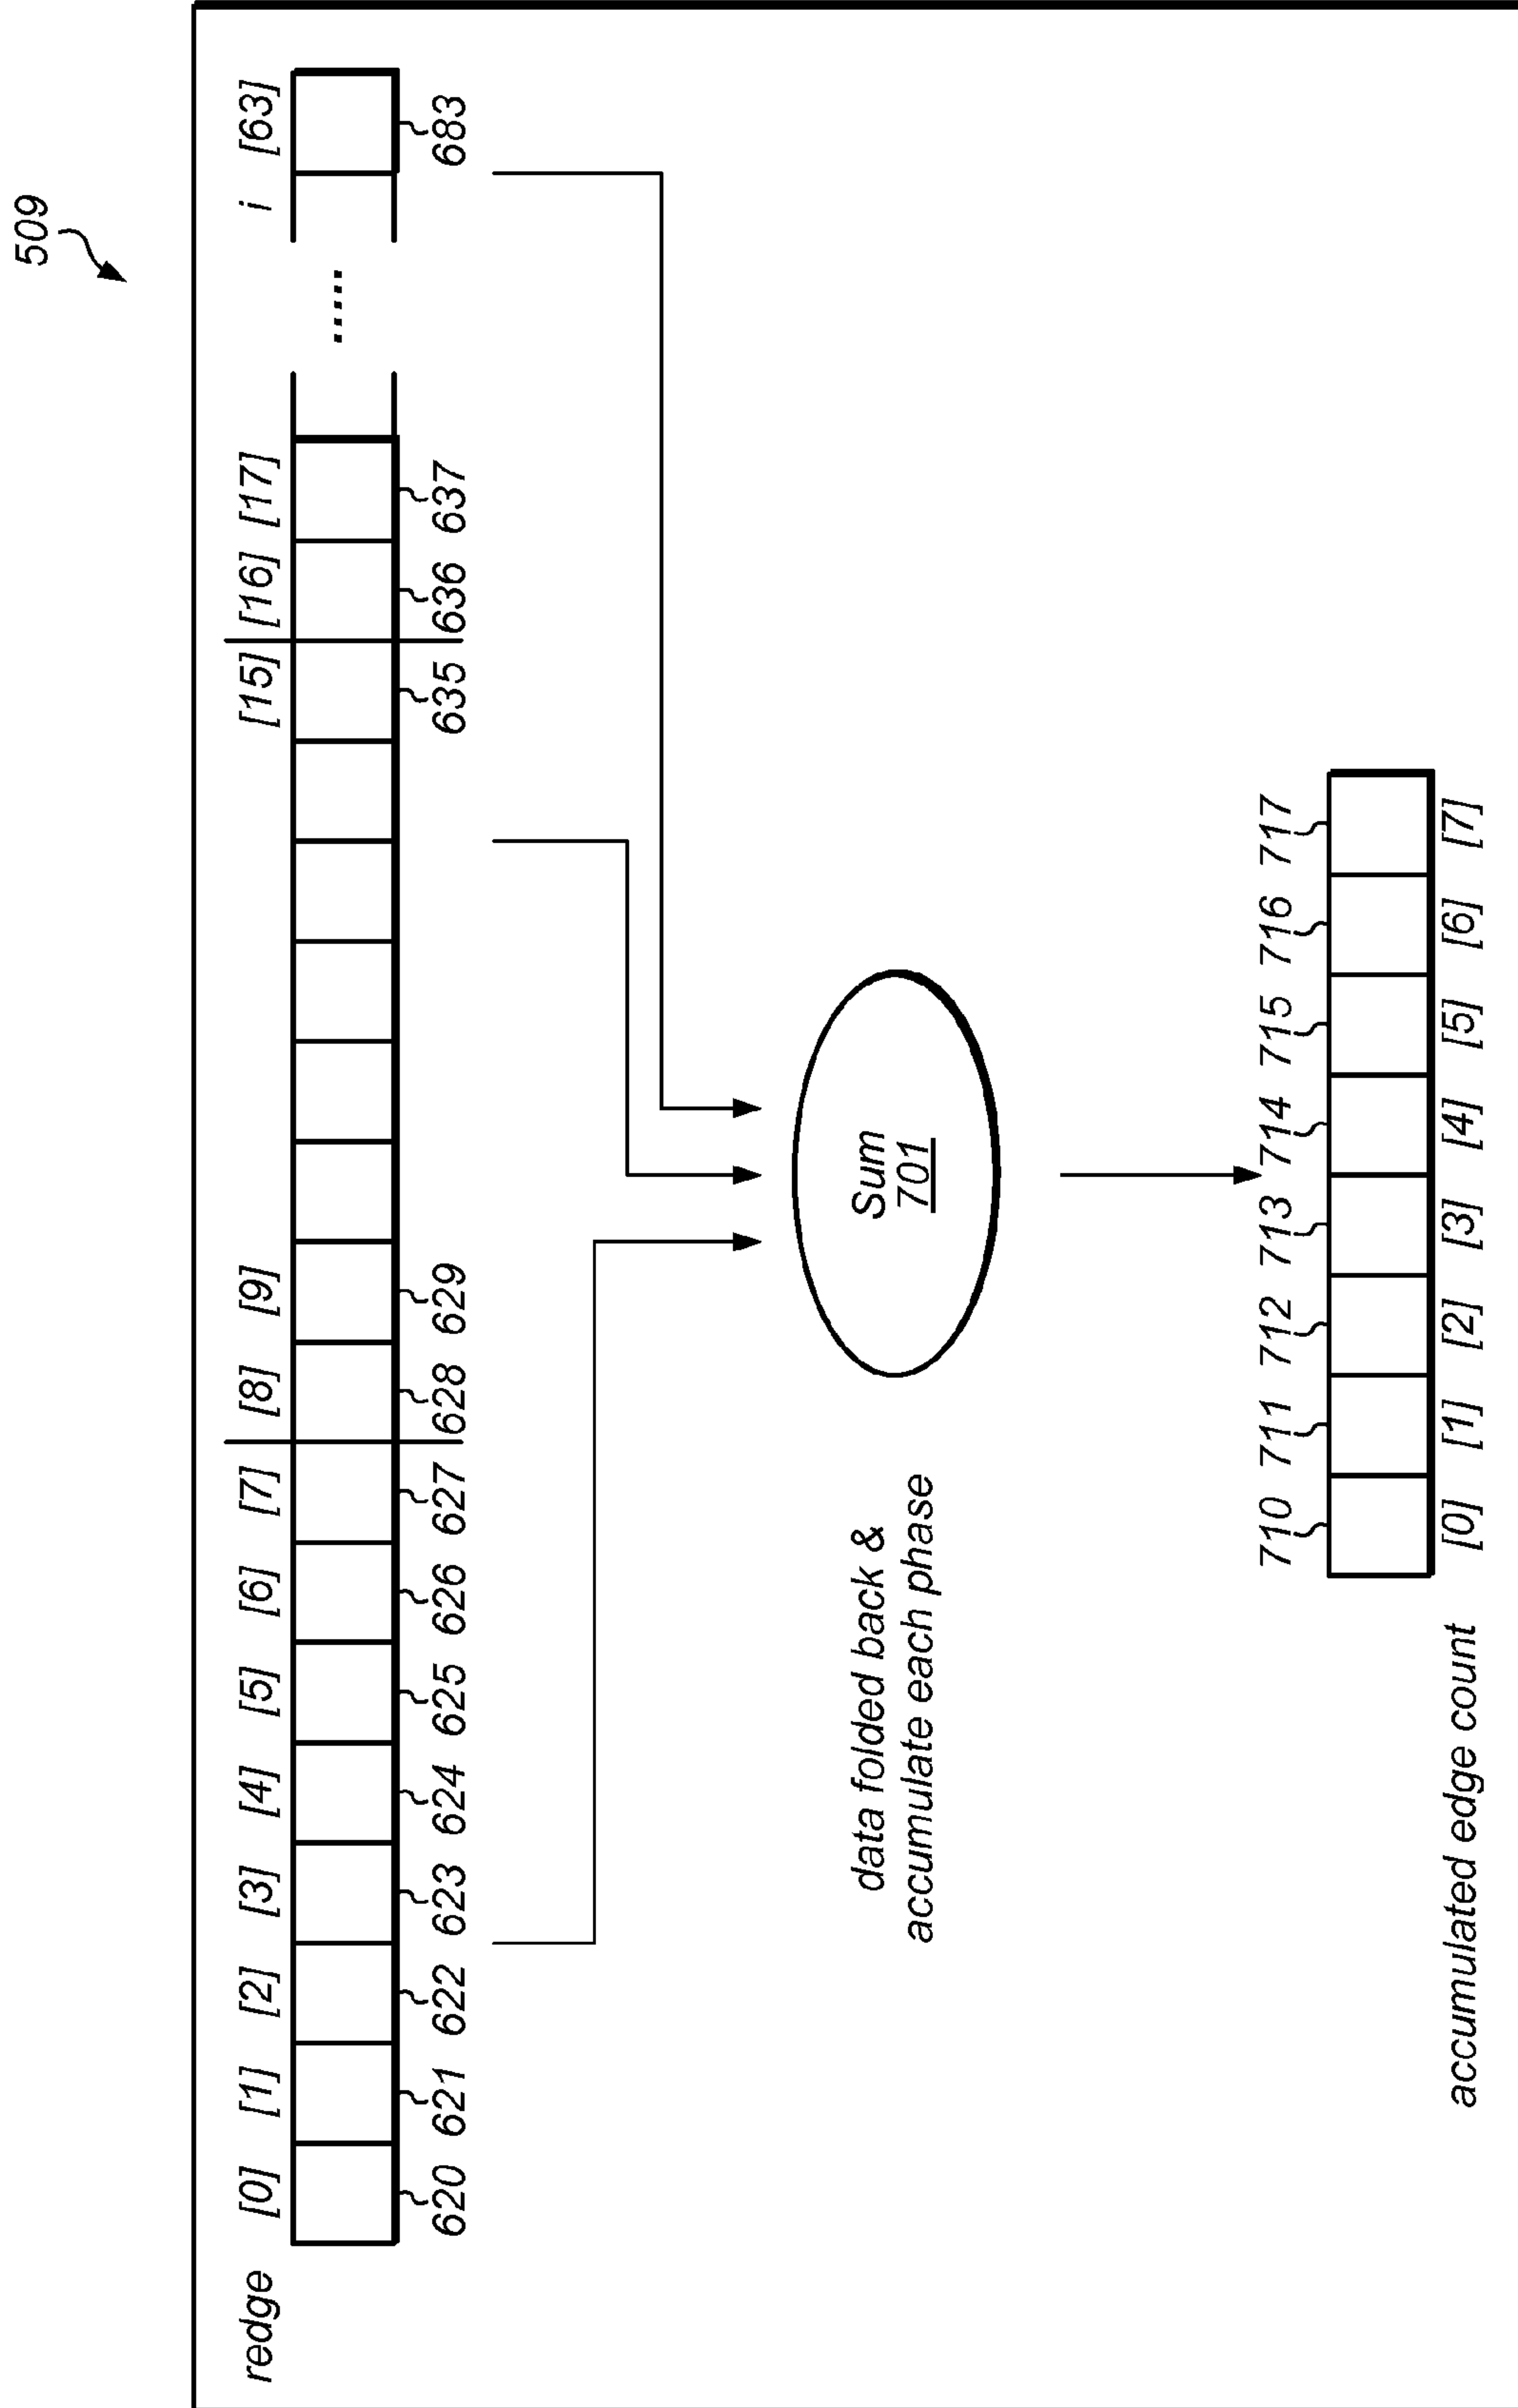 509
redge [0] [1] [2] [3] [4] [5] [6] [7] [8] [9] [15] [16] [17] i [63]
.....
620 621 622 623 624 625 626 627 628 629 635 636 637 683
data folded back &
accumulate each phase
Sum
701
710 711 712 713 714 715 716 717
accumulated edge count [0] [1] [2] [3] [4] [5] [6] [7]